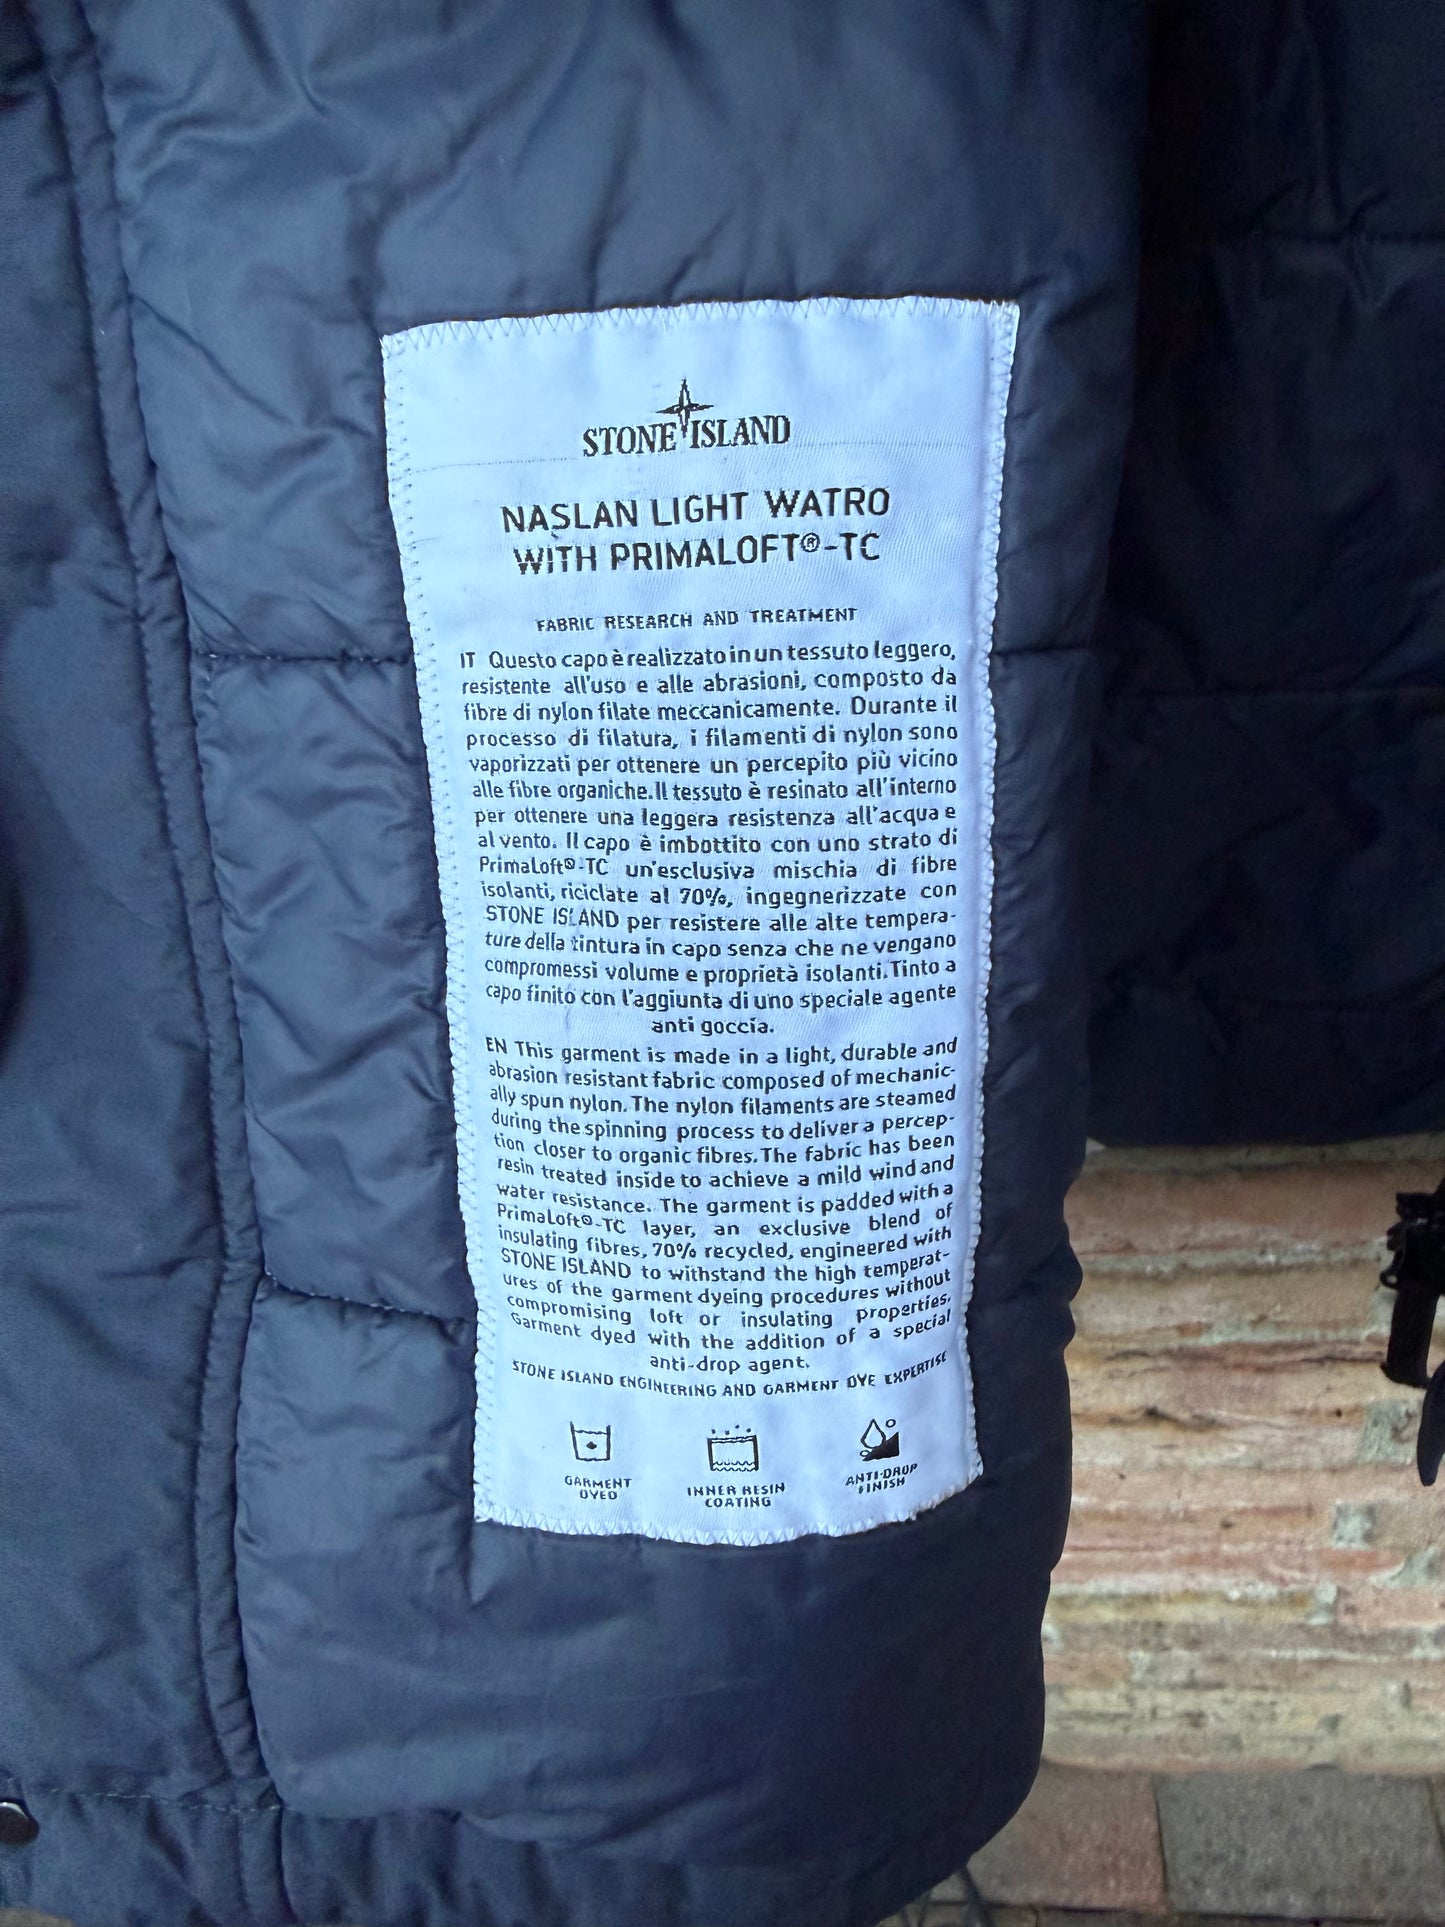 STONE ISLAND
NASLAN LIGHT WATRO
WITH PRIMALOFT®-TC
FABRIC RESEARCH AND TREATMENT
IT Questo capo è realizzato in un tessuto leggero,
resistente all'uso e alle abrasioni, composto da
fibre di nylon filate meccanicamente. Durante il
processo di filatura, i filamenti di nylon sono
vaporizzati per ottenere un percepito più vicino
alle fibre organiche. Il tessuto è resinato all'interno
per ottenere una leggera resistenza all'acqua e
al vento. Il capo è imbottito con uno strato di
PrimaLoft®-TC un'esclusiva mischia di fibre
isolanti, riciclate al 70%, ingegnerizzate con
STONE ISLAND per resistere alle alte tempera-
ture della tintura in capo senza che ne vengano
compromessi volume e proprietà isolanti. Tinto a
capo finito con l'aggiunta di uno speciale agente
anti goccia.
EN This garment is made in a light, durable and
abrasion resistant fabric composed of mechanic-
ally spun nylon. The nylon filaments are steamed
during the spinning process to deliver a percep-
tion closer to organic fibres. The fabric has been
resin treated inside to achieve a mild wind and
water resistance. The garment is padded with a
PrimaLoft®-TC layer, an exclusive blend of
insulating fibres, 70% recycled, engineered with
STONE ISLAND to withstand the high temperat-
ures of the garment dyeing procedures without
compromising loft or insulating properties.
Garment dyed with the addition of a special
anti-drop agent.
STONE ISLAND ENGINEERING AND GARMENT DYE EXPERTISE
GARMENT
DYED
INNER RESIN
COATING
ANTI-DROP
FINISH